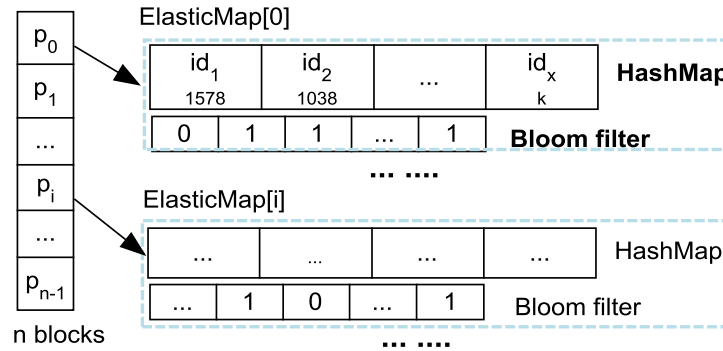 ElasticMap[0]
p0
id1 id2 ... idx HashMap
1578 1038 k
p1
0 1 1 ... 1 Bloom filter
...
... ....
pi
ElasticMap[i]
...
... ... ... ... HashMap
pn-1
... 1 0 ... 1 Bloom filter
n blocks
... ....